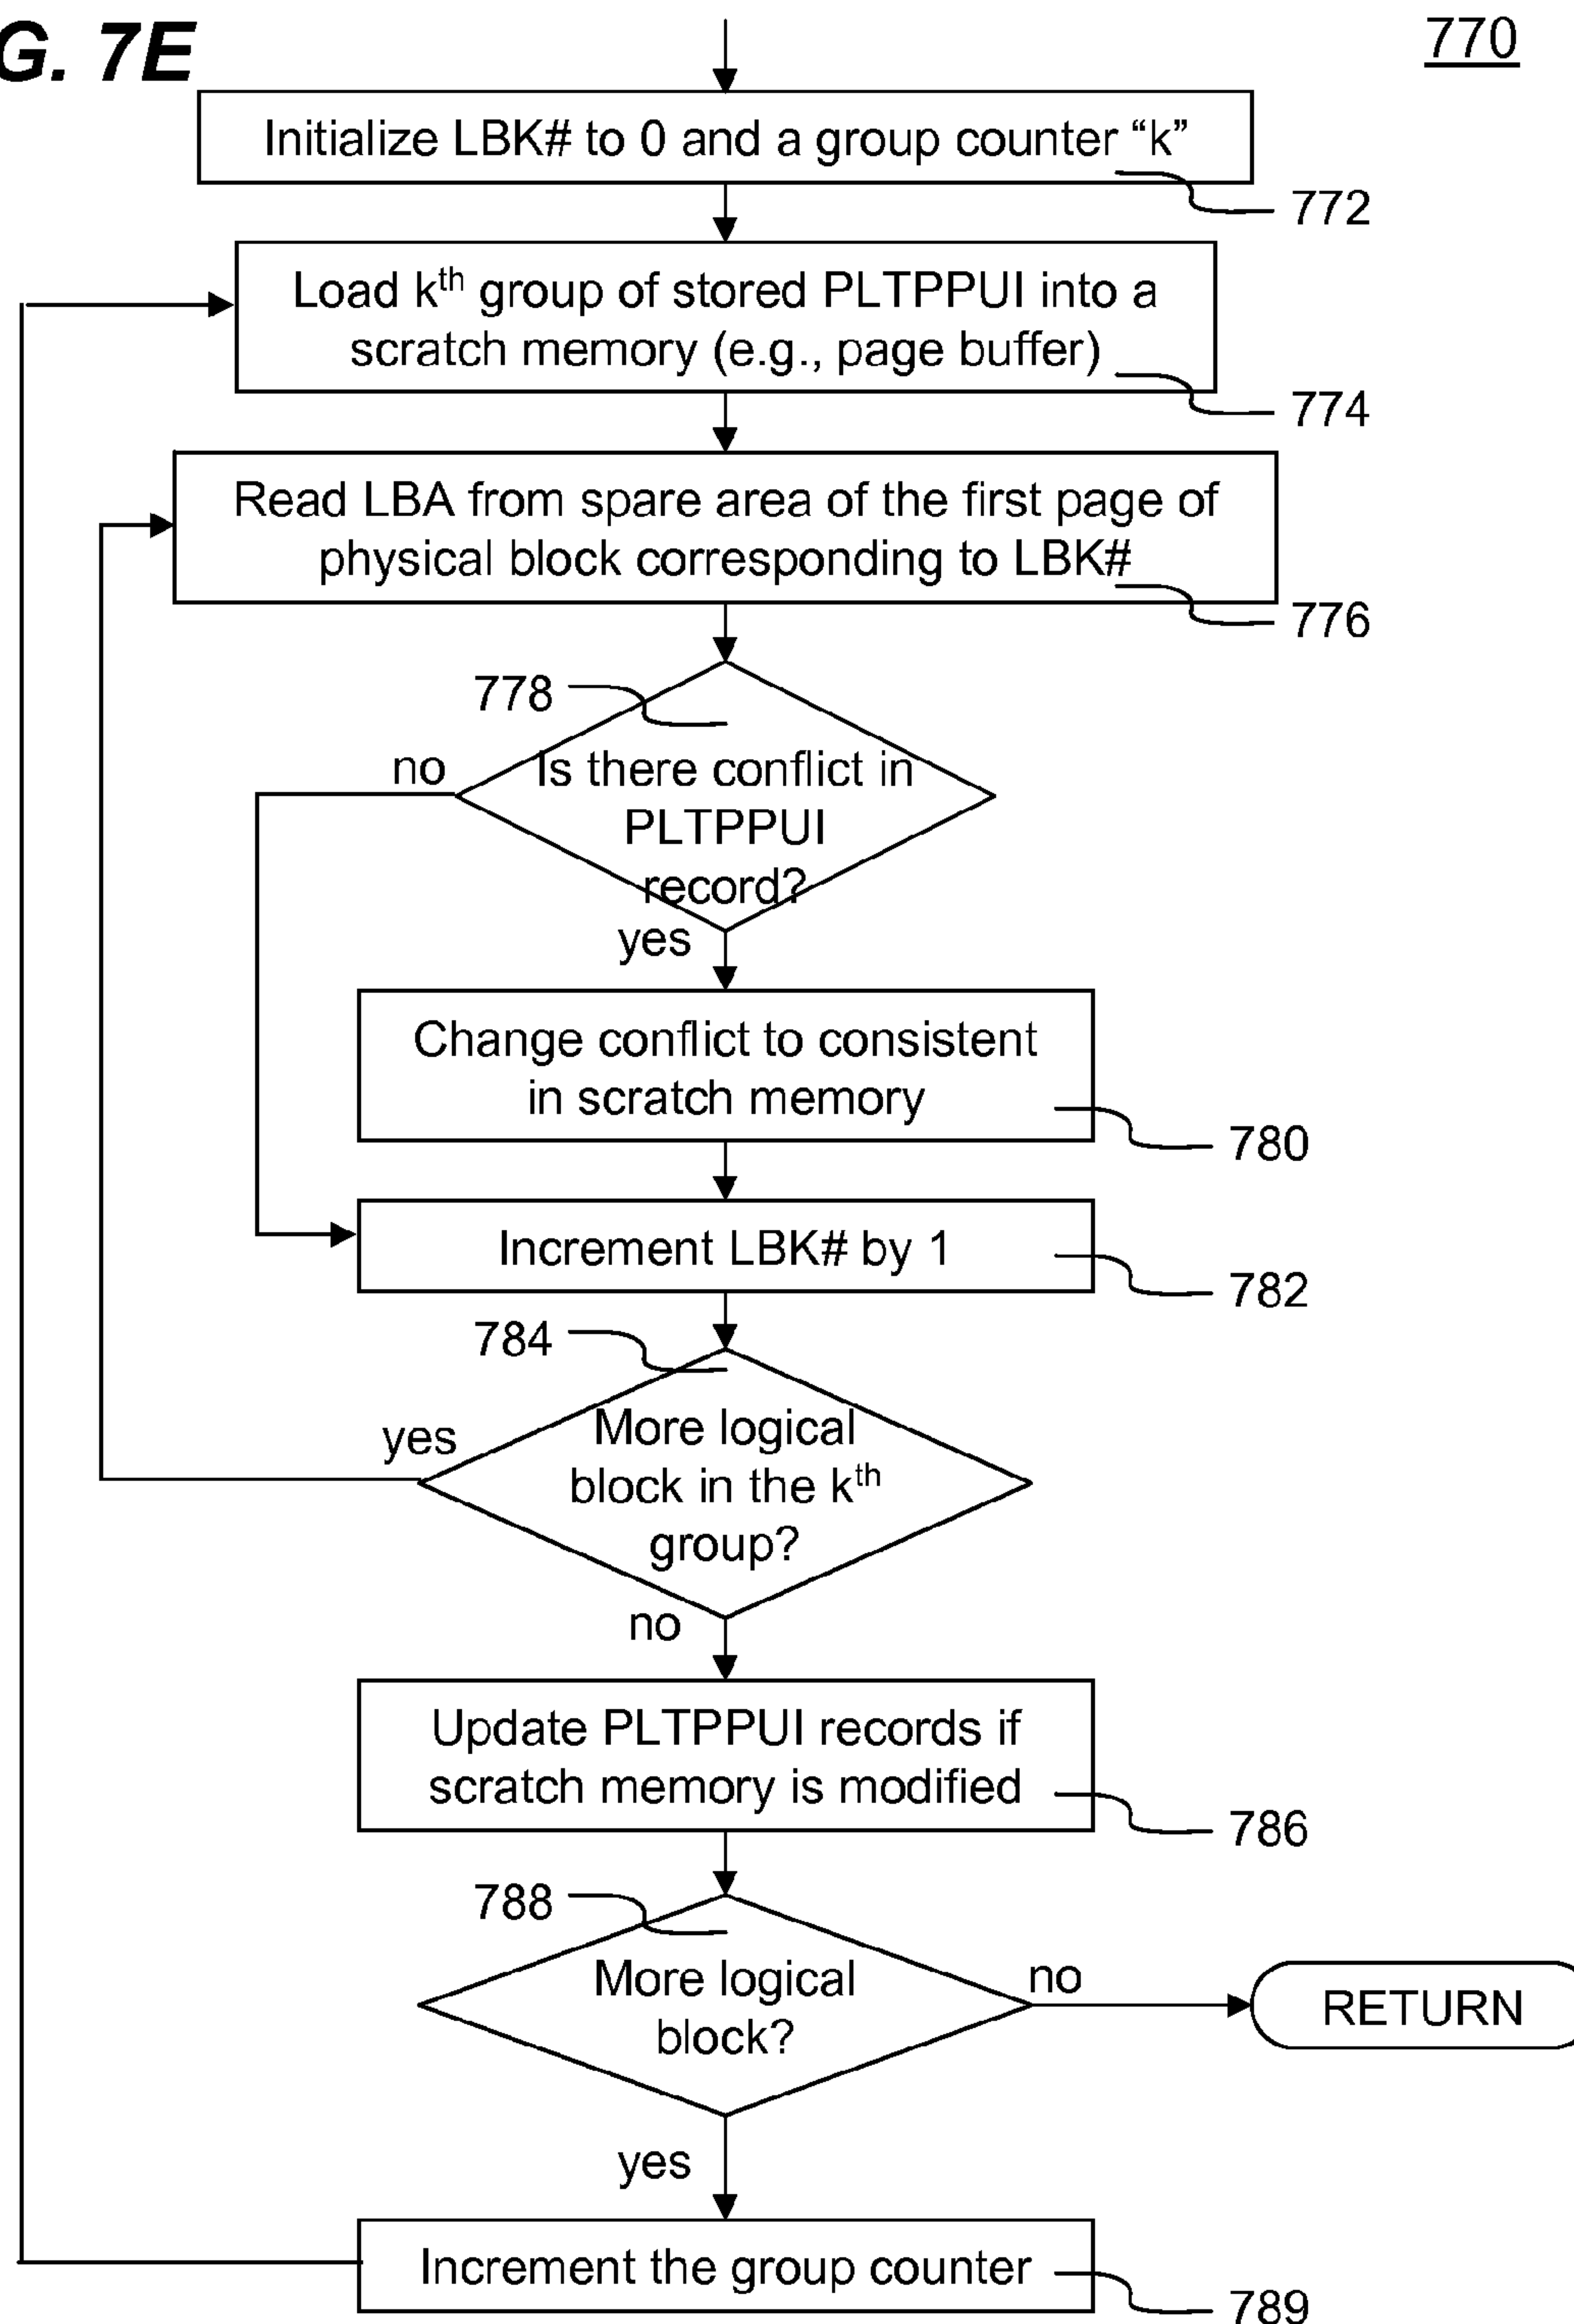 G. 7E
770
Initialize LBK# to 0 and a group counter “k”
772
Load kth group of stored PLTPPUI into a
scratch memory (e.g., page buffer)
774
Read LBA from spare area of the first page of
physical block corresponding to LBK#
776
778
no
Is there conflict in
PLTPPUI
record?
yes
Change conflict to consistent
in scratch memory
780
Increment LBK# by 1
782
784
yes
More logical
block in the kth
group?
no
Update PLTPPUI records if
scratch memory is modified
786
788
More logical
block?
no
RETURN
yes
Increment the group counter
789